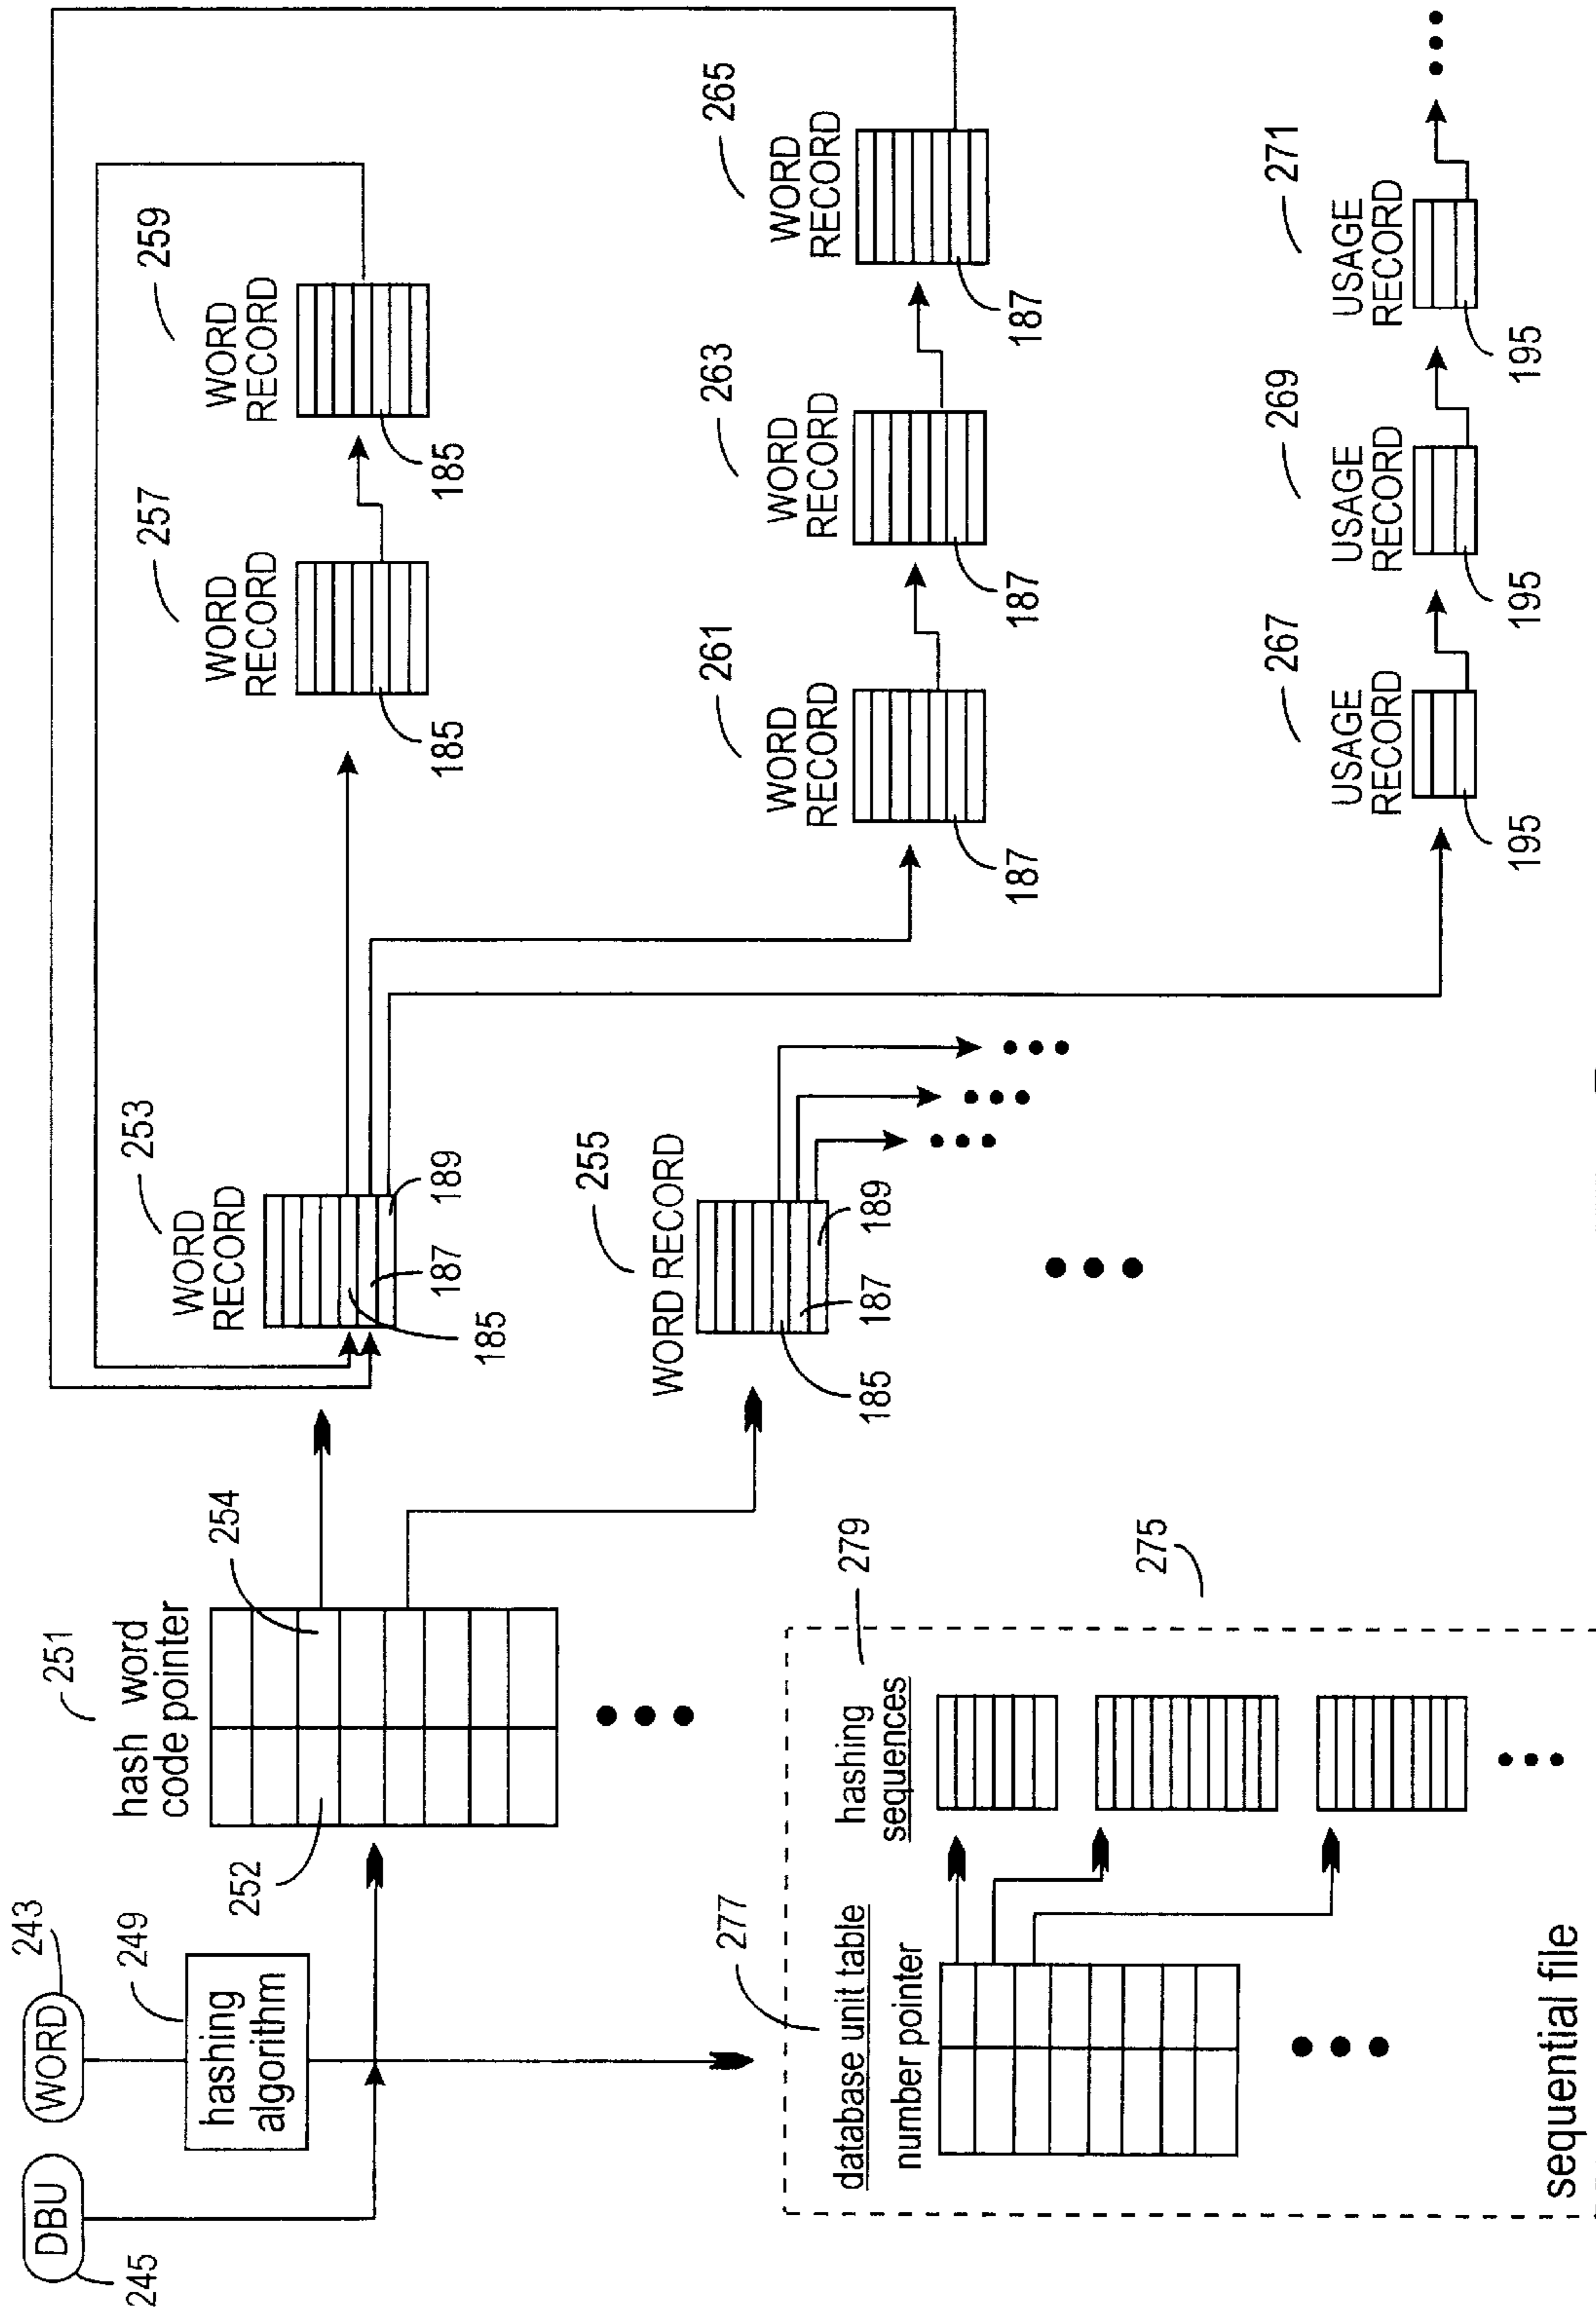 DBU
245
WORD
243
hashing
algorithm
249
hash word
code pointer
251
252
254
WORD
RECORD
253
185
187
189
WORD RECORD
255
185
187
189
WORD
RECORD
257
185
WORD
RECORD
259
185
WORD
RECORD
261
187
WORD
RECORD
263
187
WORD
RECORD
265
187
USAGE
RECORD
267
195
USAGE
RECORD
269
195
USAGE
RECORD
271
195
277
database unit table
number pointer
hashing
sequences
279
275
sequential file